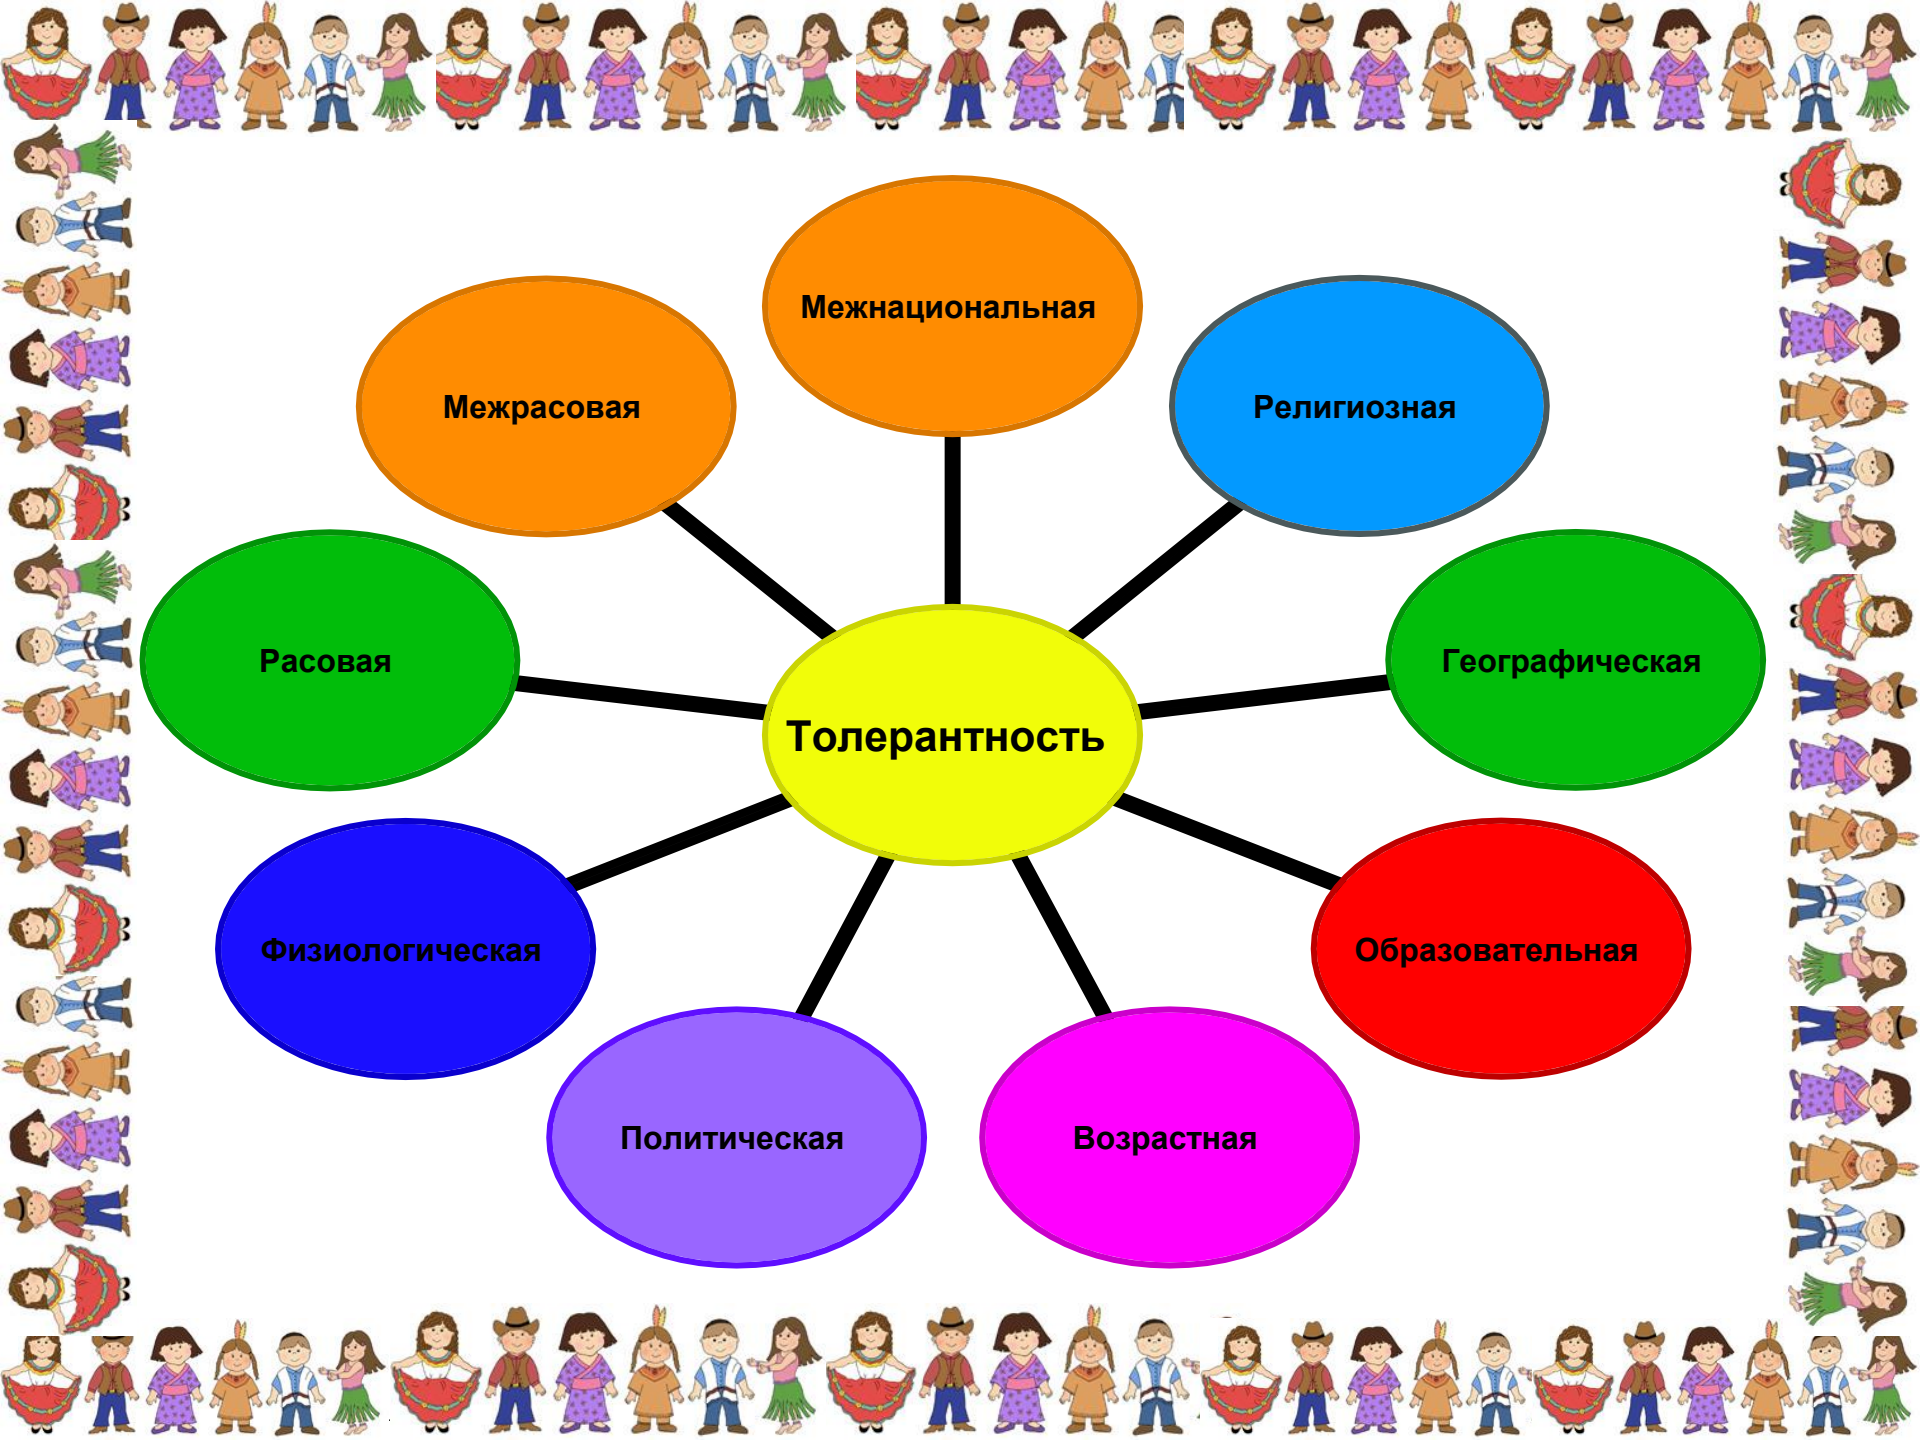 Межнациональная
Межрасовая
Религиозная
Расовая
Географическая
Толерантность
Физиологическая
Образовательная
Политическая
Возрастная